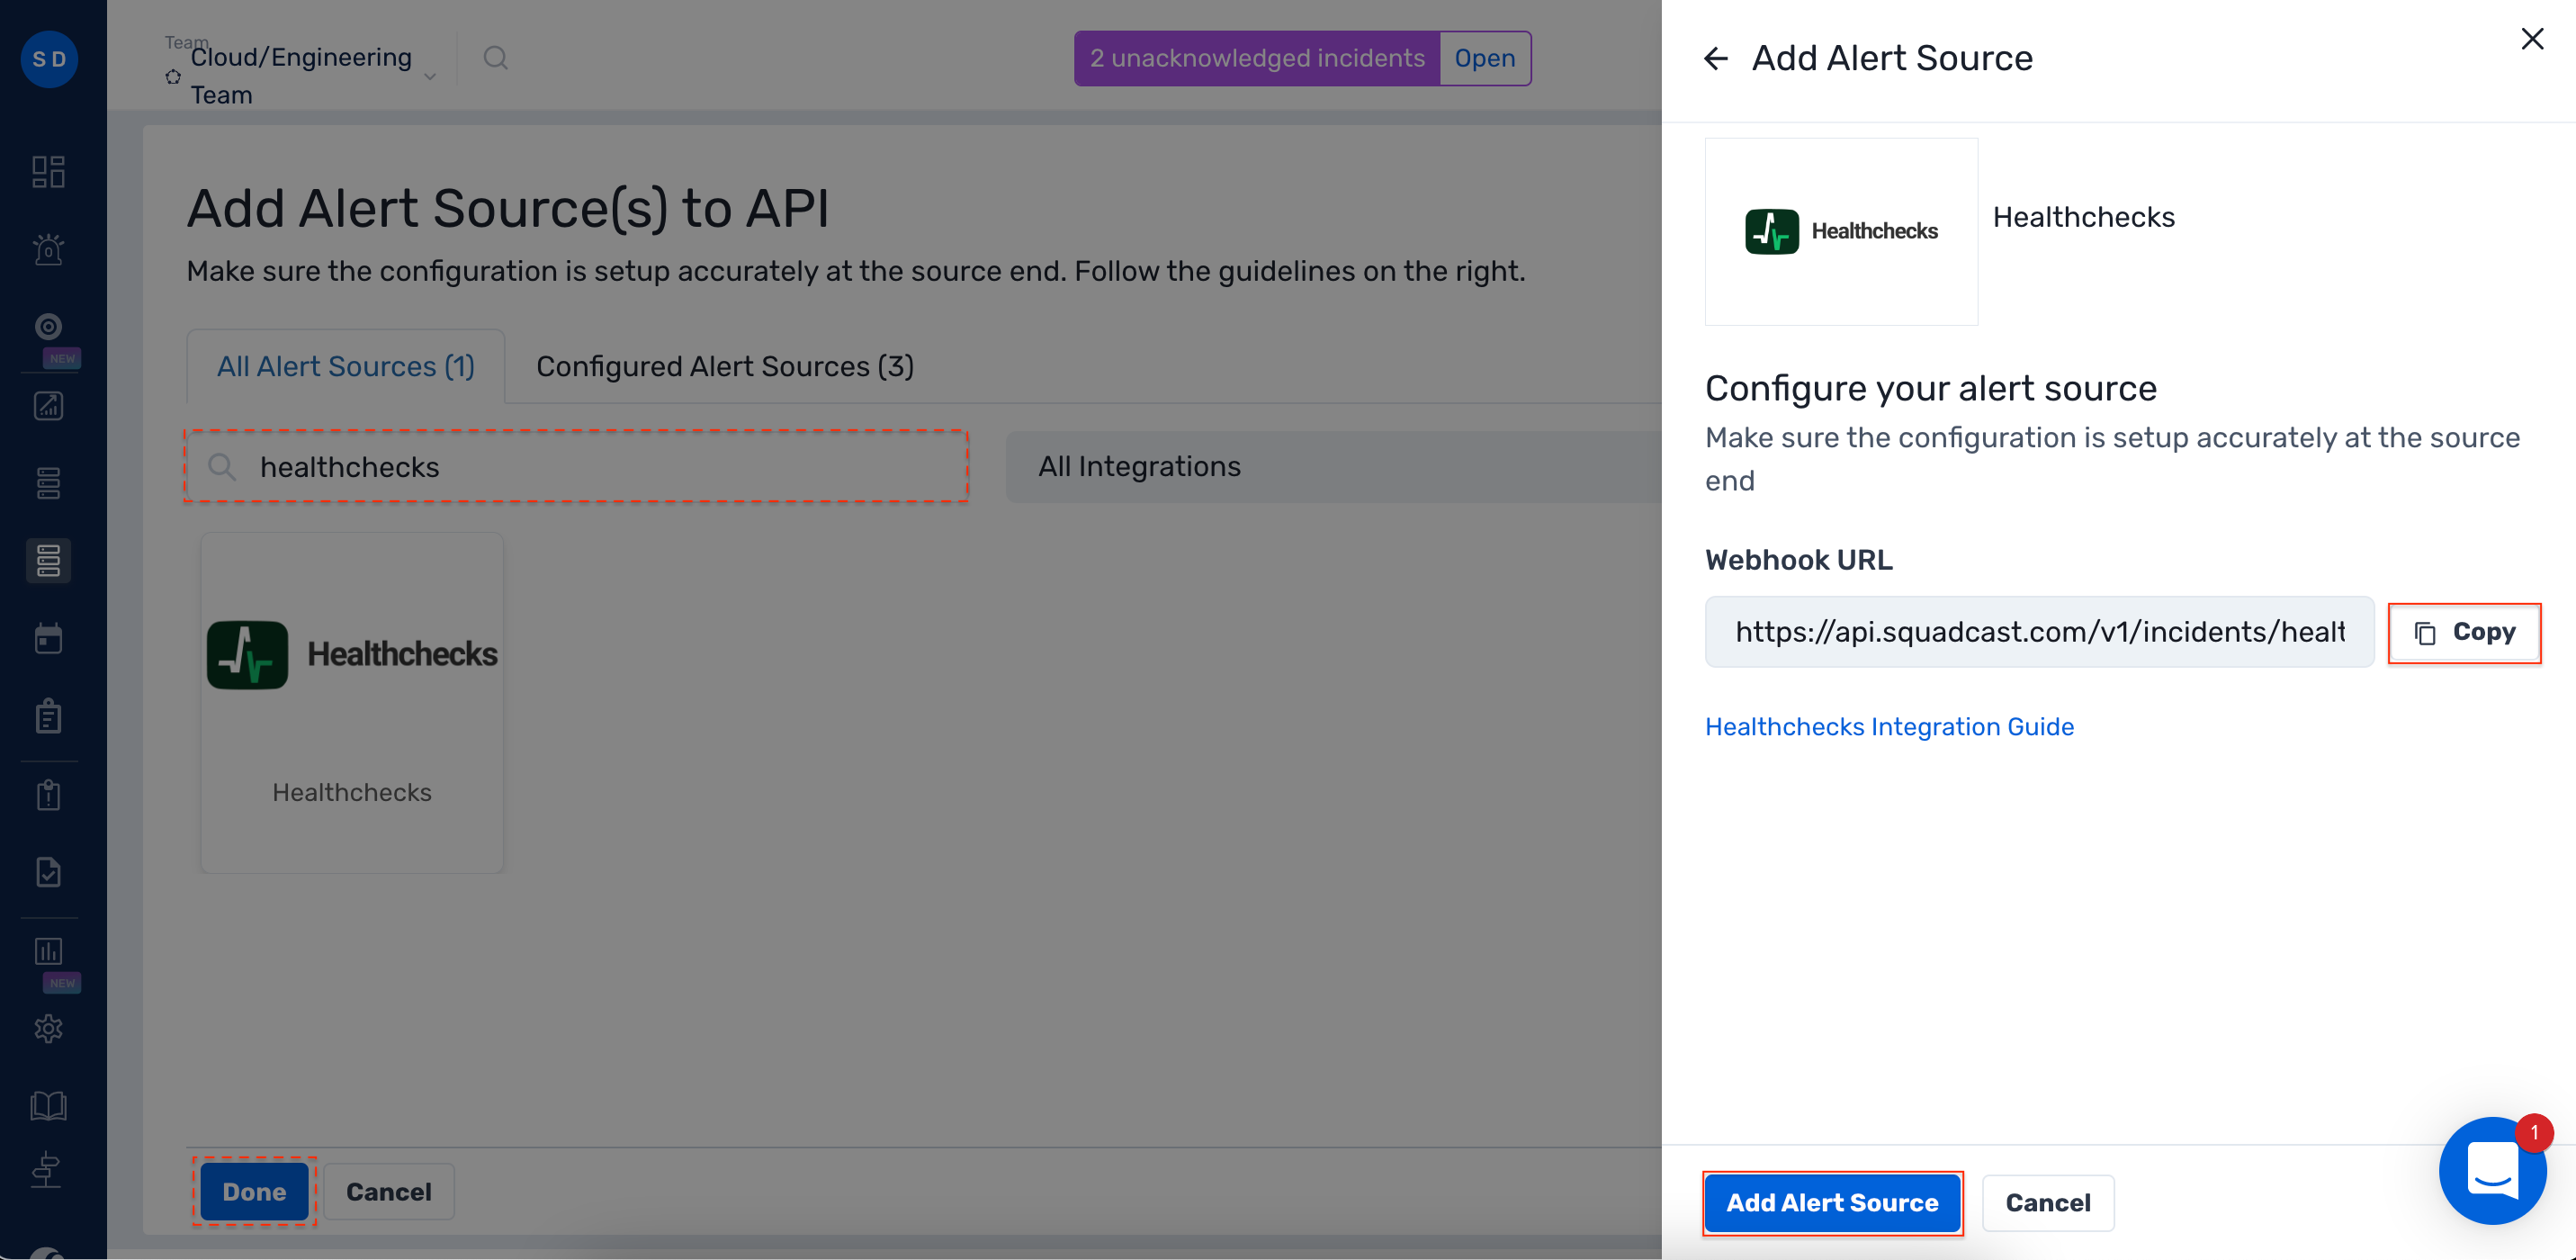 S D
Team
Cloud/Engineering
Team
2 unacknowledged incidents
Open
Add Alert Source(s) to API
Make sure the configuration is setup accurately at the source end. Follow the guidelines on the right.
All Alert Sources (1)
Configured Alert Sources (3)
healthchecks
All Integrations
Healthchecks
Healthchecks
Done
Cancel
0
NEW
NEW
Add Alert Source
Healthchecks
Healthchecks
Configure your alert source
Make sure the configuration is setup accurately at the source
end
Webhook URL
https://api.squadcast.com/v1/incidents/healt
Copy
Healthchecks Integration Guide
Add Alert Source
Cancel
1